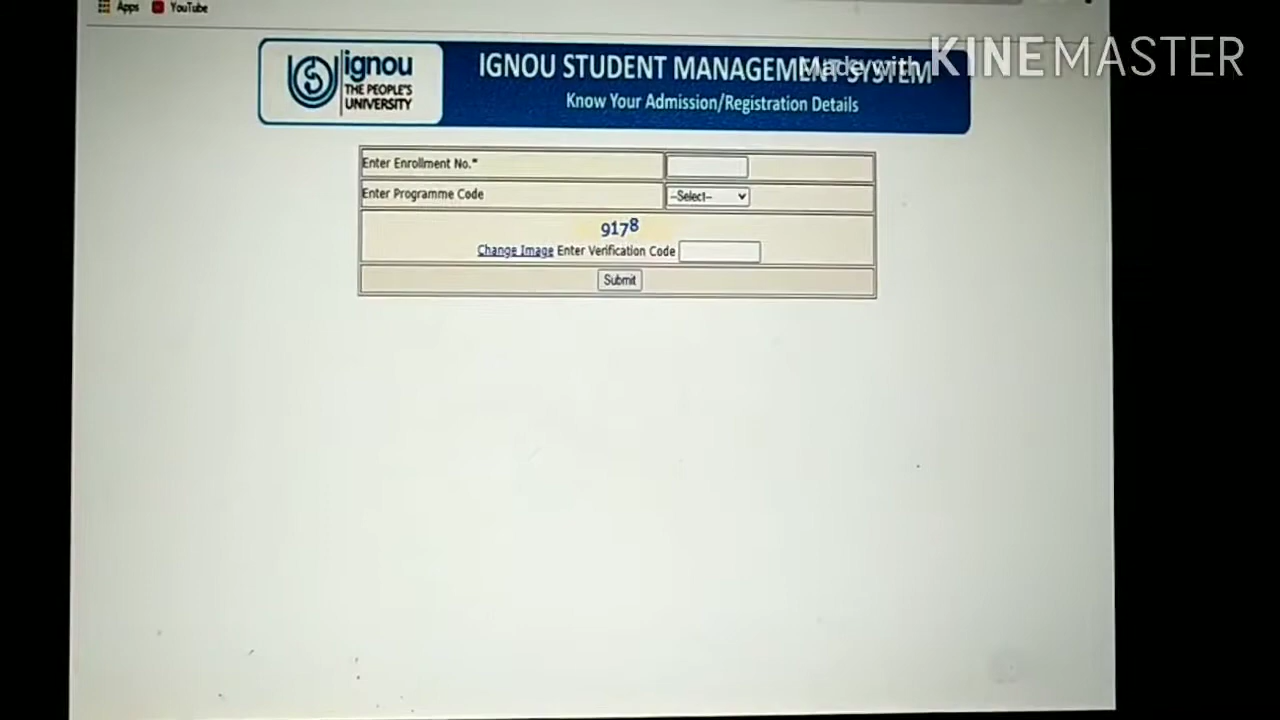 Apps YouTube
ignou
THE PEOPLE'S
UNIVERSITY
IGNOU STUDENT MANAGEMENT SYSTEM
Know Your Admission/Registration Details
Made with KINEMASTER
Enter Enrollment No.*
Enter Programme Code --Select--
9178
Change Image Enter Verification Code
Submit